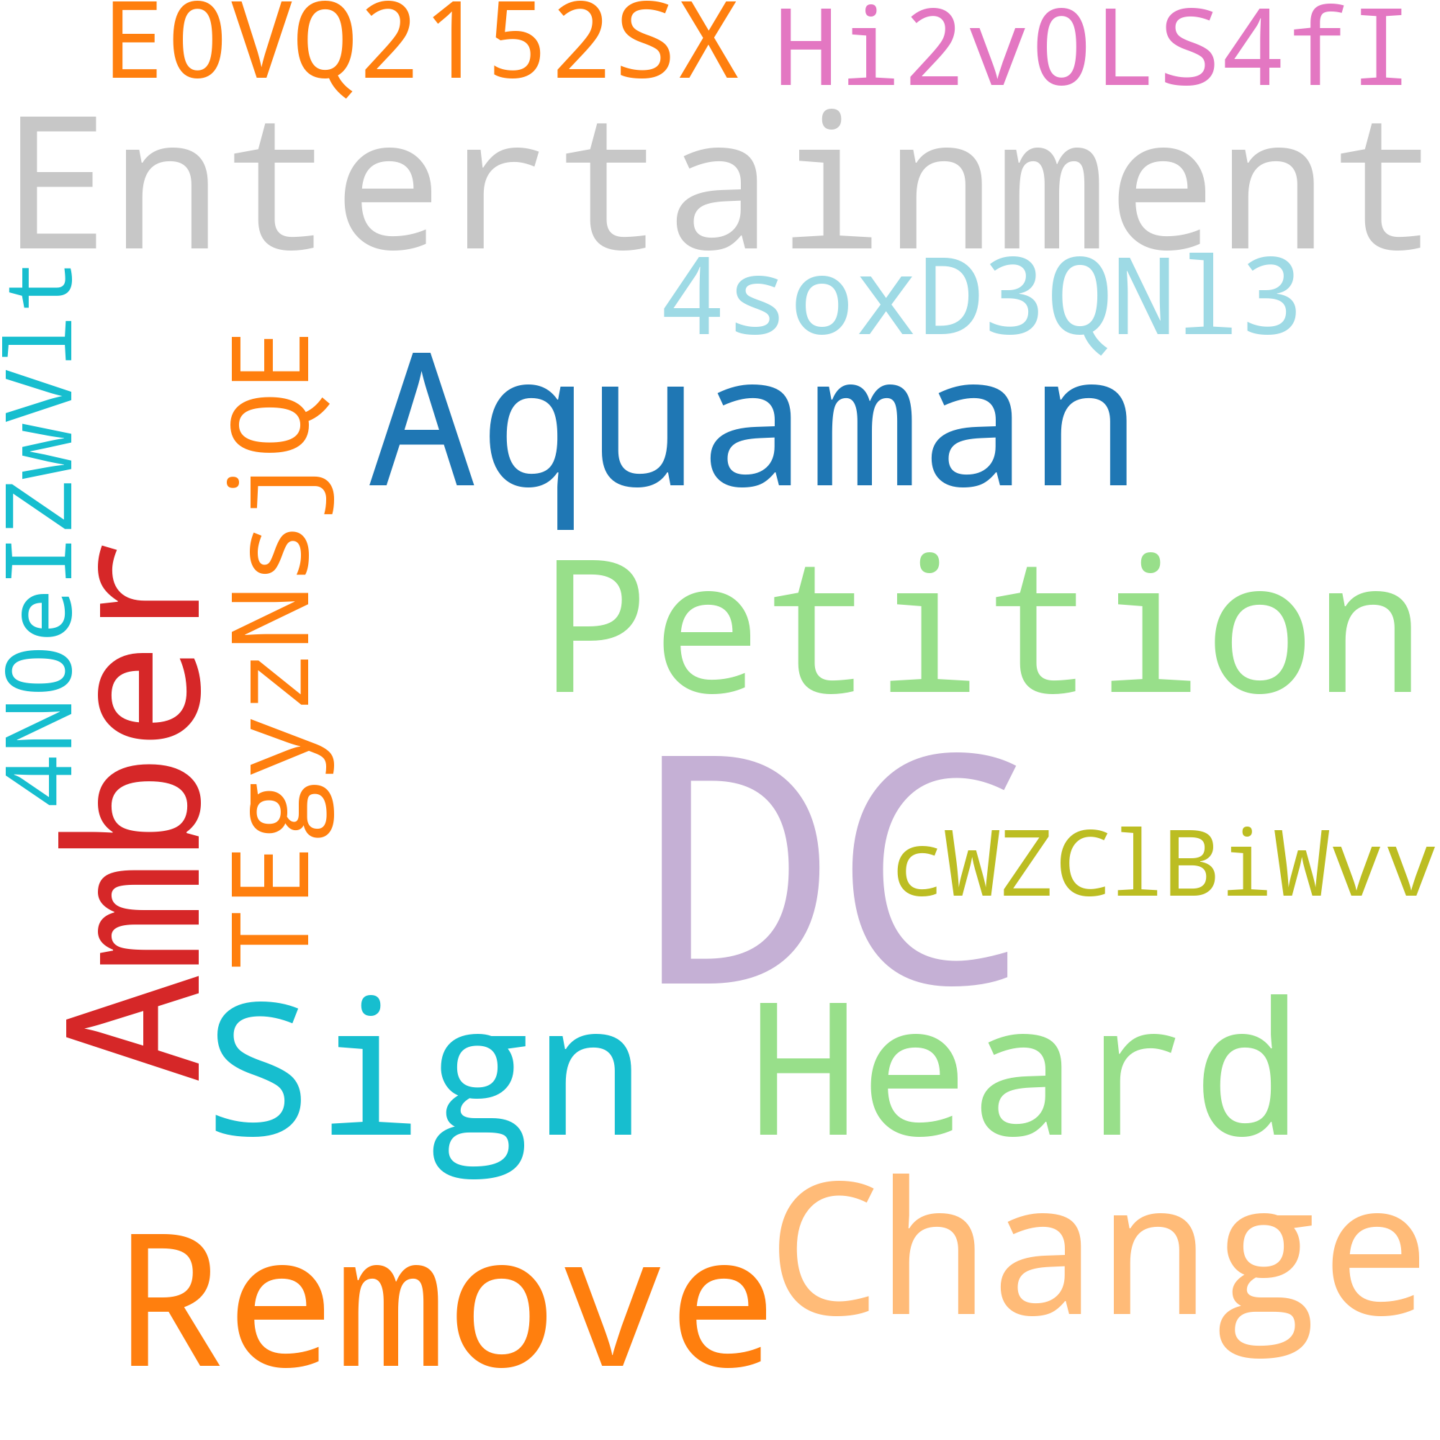 E0VQ2152SX
Hi2v0LS4fI
Entertainment
4soxD3QNl3
4N0eIZwVlt
TEgyzNsjQE
Aquaman
Amber
Petition
DC
cWZClBiWvv
Sign
Heard
Change
Remove